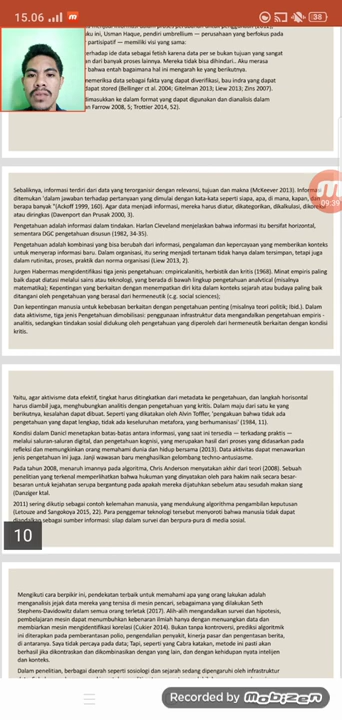 15.06
38
aku ini, Usman Haque, pendiri umbrellium — perusahaan yang berfokus pada
partisipatif — memiliki visi yang sama:
terhadap ide data sebagai fetish karena data per se bukan tujuan yang sangat
an dari banyak proses lainnya. Mereka tidak bisa dihindari.. Aku merasa
bahwa entah bagaimana hal ini mengarah ke yang berikutnya.
memeriksa data sebagai fakta yang dapat diverifikasi, bau indra yang dapat
dapat stored (Bellinger et al. 2004; Gitelman 2013; Liew 2013; Zins 2007).
dimasukkan ke dalam format yang dapat digunakan dan dianalisis dalam
n Farrow 2008, 5; Trottier 2014, 52).
09:39
Sebaliknya, informasi terdiri dari data yang terorganisir dengan relevansi, tujuan dan makna (McKeever 2013). Informasi
ditemukan 'dalam jawaban terhadap pertanyaan yang dimulai dengan kata-kata seperti siapa, apa, di mana, kapan, dan
berapa banyak "(Ackoff 1999, 160). Agar data menjadi informasi, mereka harus diatur, dikategorikan, dikalkulasi, dikoreksi
atau diringkas (Davenport dan Prusak 2000, 3).
Pengetahuan adalah informasi dalam tindakan. Harlan Cleveland menjelaskan bahwa informasi itu bersifat horizontal,
sementara DGC pengetahuan disusun (1982, 34-35).
Pengetahuan adalah kombinasi yang bisa berubah dari informasi, pengalaman dan kepercayaan yang memberikan konteks
untuk menyerap informasi baru. Dalam organisasi, itu sering menjadi tertanam tidak hanya dalam tersimpan, tetapi juga
dalam rutinitas, proses, praktik dan norma organisasi (Liew 2013, 2).
Jurgen Habermas mengidentifikasi tiga jenis pengetahuan: empiricalanitis, horbistik dan kritis (1968). Minat empiris paling
baik dapat diatasi melalui sains atau teknologi, yang berada di bawah lingkup pengetahuan analytical (misalnya
matematika); Kepentingan yang berkaitan dengan menempatkan diri kita dalam konteks sejarah atau budaya paling baik
ditangani oleh pengetahuan yang berasal dari hermeneutik (e.g. social sciences);
Dan kepentingan manusia untuk kebebasan berkaitan dengan pengetahuan penting (misalnya teori politik; ibid.). Dalam
data aktivisme, tiga jenis Pengetahuan dimobilisasi: penggunaan infrastruktur data mengandalkan pengetahuan empiris -
analitis, sedangkan tindakan sosial didukung oleh pengetahuan yang diperoleh dari hermeneutik berkaitan dengan kondisi
kritis.
Yaitu, agar aktivisme data efektif, tingkat harus ditingkatkan dari metadata ke pengetahuan, dan langkah horisontal
harus diambil juga, menghubungkan analitis dengan pengetahuan yang kritis. Dalam maju dari satu ke yang
berikutnya, kesalahan dapat dibuat. Seperti yang dikatakan oleh Alvin Toffler, 'pengakuan bahwa tidak ada
pengetahuan yang dapat lengkap, tidak ada keseluruhan metafora, yang berhumanisasi' (1984, 11).
Kondisi dalam Danicl menetapkan batas-batas antara informasi, yang saat ini tersedia — terkadang praktis —
melalui saluran-saluran digital, dan pengetahuan kognisi, yang merupakan hasil dari proses yang didasarkan pada
refleksi dan memungkinkan orang memahami dunia dan hidup bersama (2013). Data aktivitas dapat menawarkan
jenis pengetahuan ini juga. Janji wawasan baru menghasilkan gelombang techno-antusiasme.
Pada tahun 2008, menaruh imannya pada algoritma, Chris Anderson menyatakan akhir dari teori (2008). Sebuah
penelitian yang terkenal memperlihatkan bahwa hukuman yang dinyatakan oleh para hakim naik secara besar-
besaran untuk kejahatan serupa bergantung pada apakah mereka dijatuhkan sebelum atau sesudah makan siang
(Danziger ktal.
2011) sering dikutip sebagai contoh kelemahan manusia, yang mendukung algoritma pengambilan keputusan
(Letouze and Sangokoya 2015, 22). Para penggemar teknologi tersebut menyoroti bahwa manusia tidak dapat
diandalkan sebagai sumber informasi: silap dalam survei dan berpura-pura di media sosial.
10
Mengikuti cara berpikir ini, pendekatan terbaik untuk memahami apa yang orang lakukan adalah
menganalisis jejak data mereka yang tersisa di mesin pencari, sebagaimana yang dilakukan Seth
Stephens-Davidowitz dalam semua orang terletak (2017). Alih-alih mengandalkan survei dan hipotesis,
pembelajaran mesin dapat menumbuhkan kebenaran ilmiah hanya dengan menuangkan data dan
membiarkan mesin mengidentifikasi korelasi (Cukier 2014). Bukan tanpa kontroversi, prediksi algoritmik
ini diterapkan pada pemberantasan polio, pengendalian penyakit, kinerja pasar dan pengentasan berita,
di antaranya. Saya tidak percaya pada data; Tapi, seperti yang Cabra katakan, metode ini pasti akan
berhasil jika dikontraskan dan dikombinasikan dengan yang lain, dan dengan kehidupan nyata intelijen
dan konteks.
Dalam penelitian, berbagai daerah seperti sosiologi dan sejarah sedang dipengaruhi oleh infrastruktur
Recorded by MOBIZEN